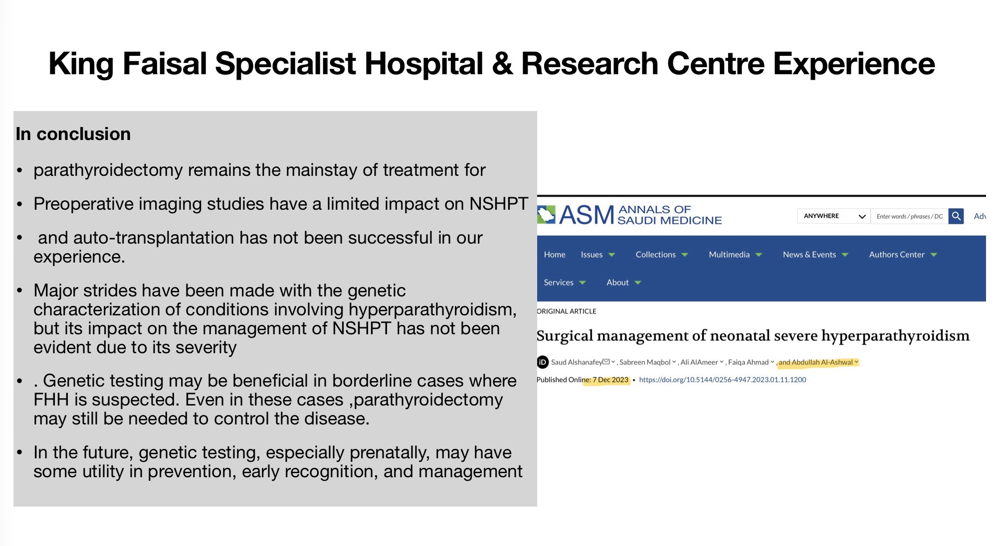 King Faisal Specialist Hospital & Research Centre Experience
In conclusion
• parathyroidectomy remains the mainstay of treatment for
• Preoperative imaging studies have a limited impact on NSHPT
• and auto-transplantation has not been successful in our
experience.
• Major strides have been made with the genetic
characterization of conditions involving hyperparathyroidism,
but its impact on the management of NSHPT has not been
evident due to its severity
• . Genetic testing may be beneficial in borderline cases where
FHH is suspected. Even in these cases ,parathyroidectomy
may still be needed to control the disease.
• In the future, genetic testing, especially prenatally, may have
some utility in prevention, early recognition, and management
ASM ANNALS OF
SAUDI MEDICINE
ANYWHERE Enter words / phrases / DO Adv
Home Issues Collections Multimedia News & Events Authors Center
Services About
ORIGINAL ARTICLE
Surgical management of neonatal severe hyperparathyroidism
iD Saud Alshanafey, Sabreen Maqbol, Ali AlAmeer, Faiqa Ahmad, and Abdullah Al-Ashwal
Published Online: 7 Dec 2023 • https://doi.org/10.5144/0256-4947.2023.01.11.1200